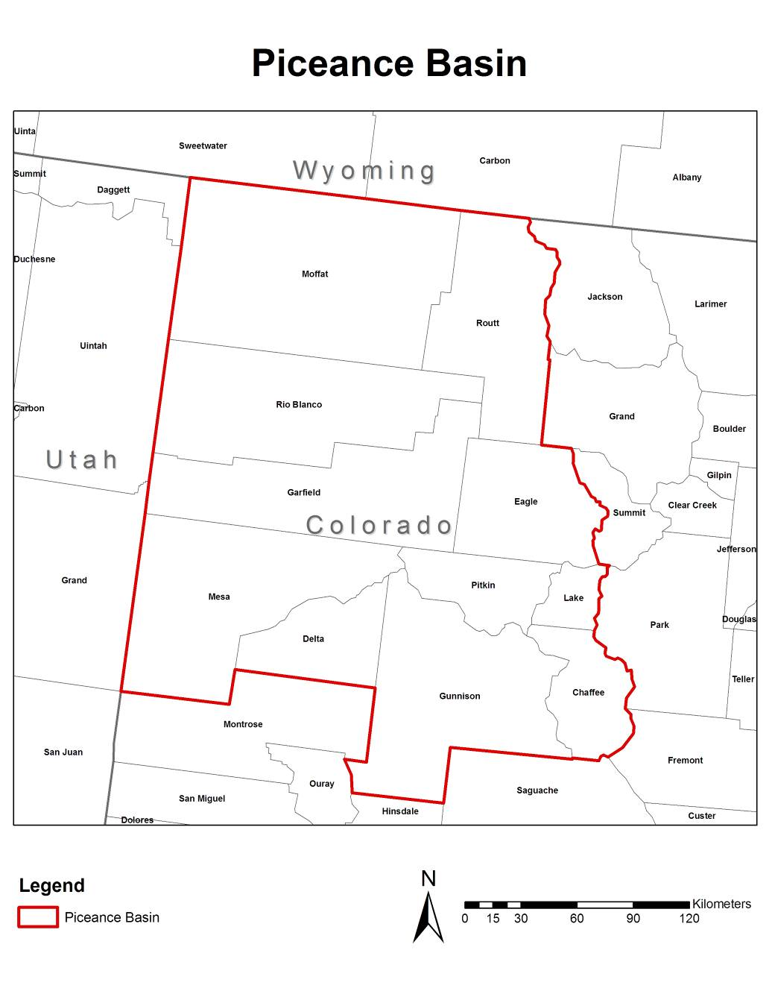 Piceance Basin
Uinta
Sweetwater
Wyoming
Carbon
Albany
Summit
Daggett
Duchesne
Moffat
Jackson
Larimer
Routt
Uintah
Carbon
Rio Blanco
Grand
Boulder
Utah
Gilpin
Garfield
Eagle
Clear Creek
Summit
Colorado
Jefferson
Grand
Mesa
Pitkin
Lake
Park
Douglas
Delta
Teller
Gunnison
Chaffee
Montrose
San Juan
Fremont
Ouray
Saguache
San Miguel
Hinsdale
Custer
Dolores
Legend
Piceance Basin
N
Kilometers
0 15 30 60 90 120